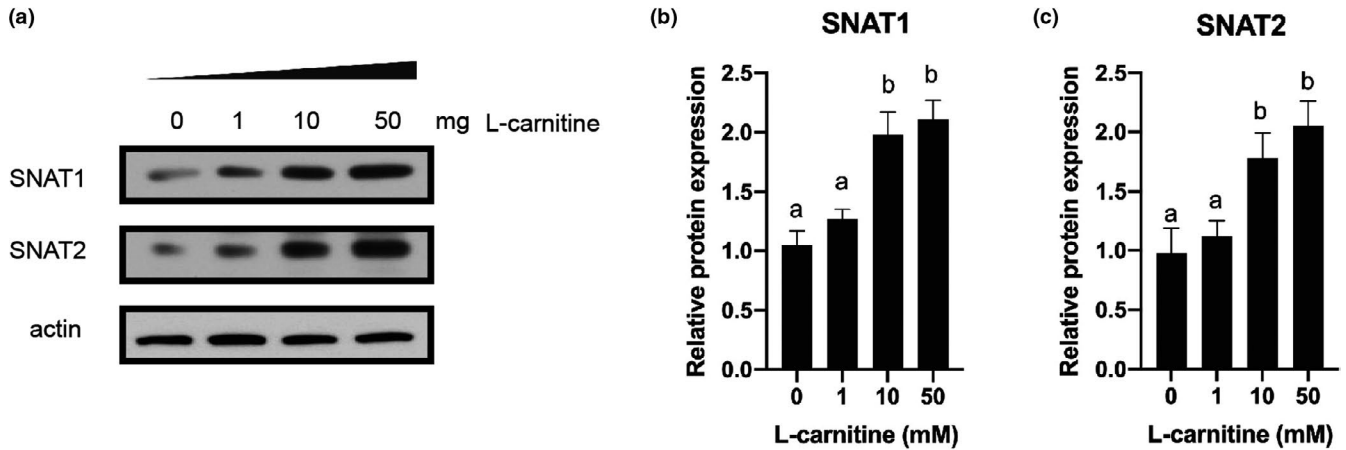 (a)
0 1 10 50 mg L-carnitine
SNAT1
SNAT2
actin
(b)
SNAT1
Relative protein expression
2.5
2.0
1.5
1.0
0.5
0.0
a
a
b
b
0 1 10 50
L-carnitine (mM)
(c)
SNAT2
Relative protein expression
2.5
2.0
1.5
1.0
0.5
0.0
a
a
b
b
0 1 10 50
L-carnitine (mM)